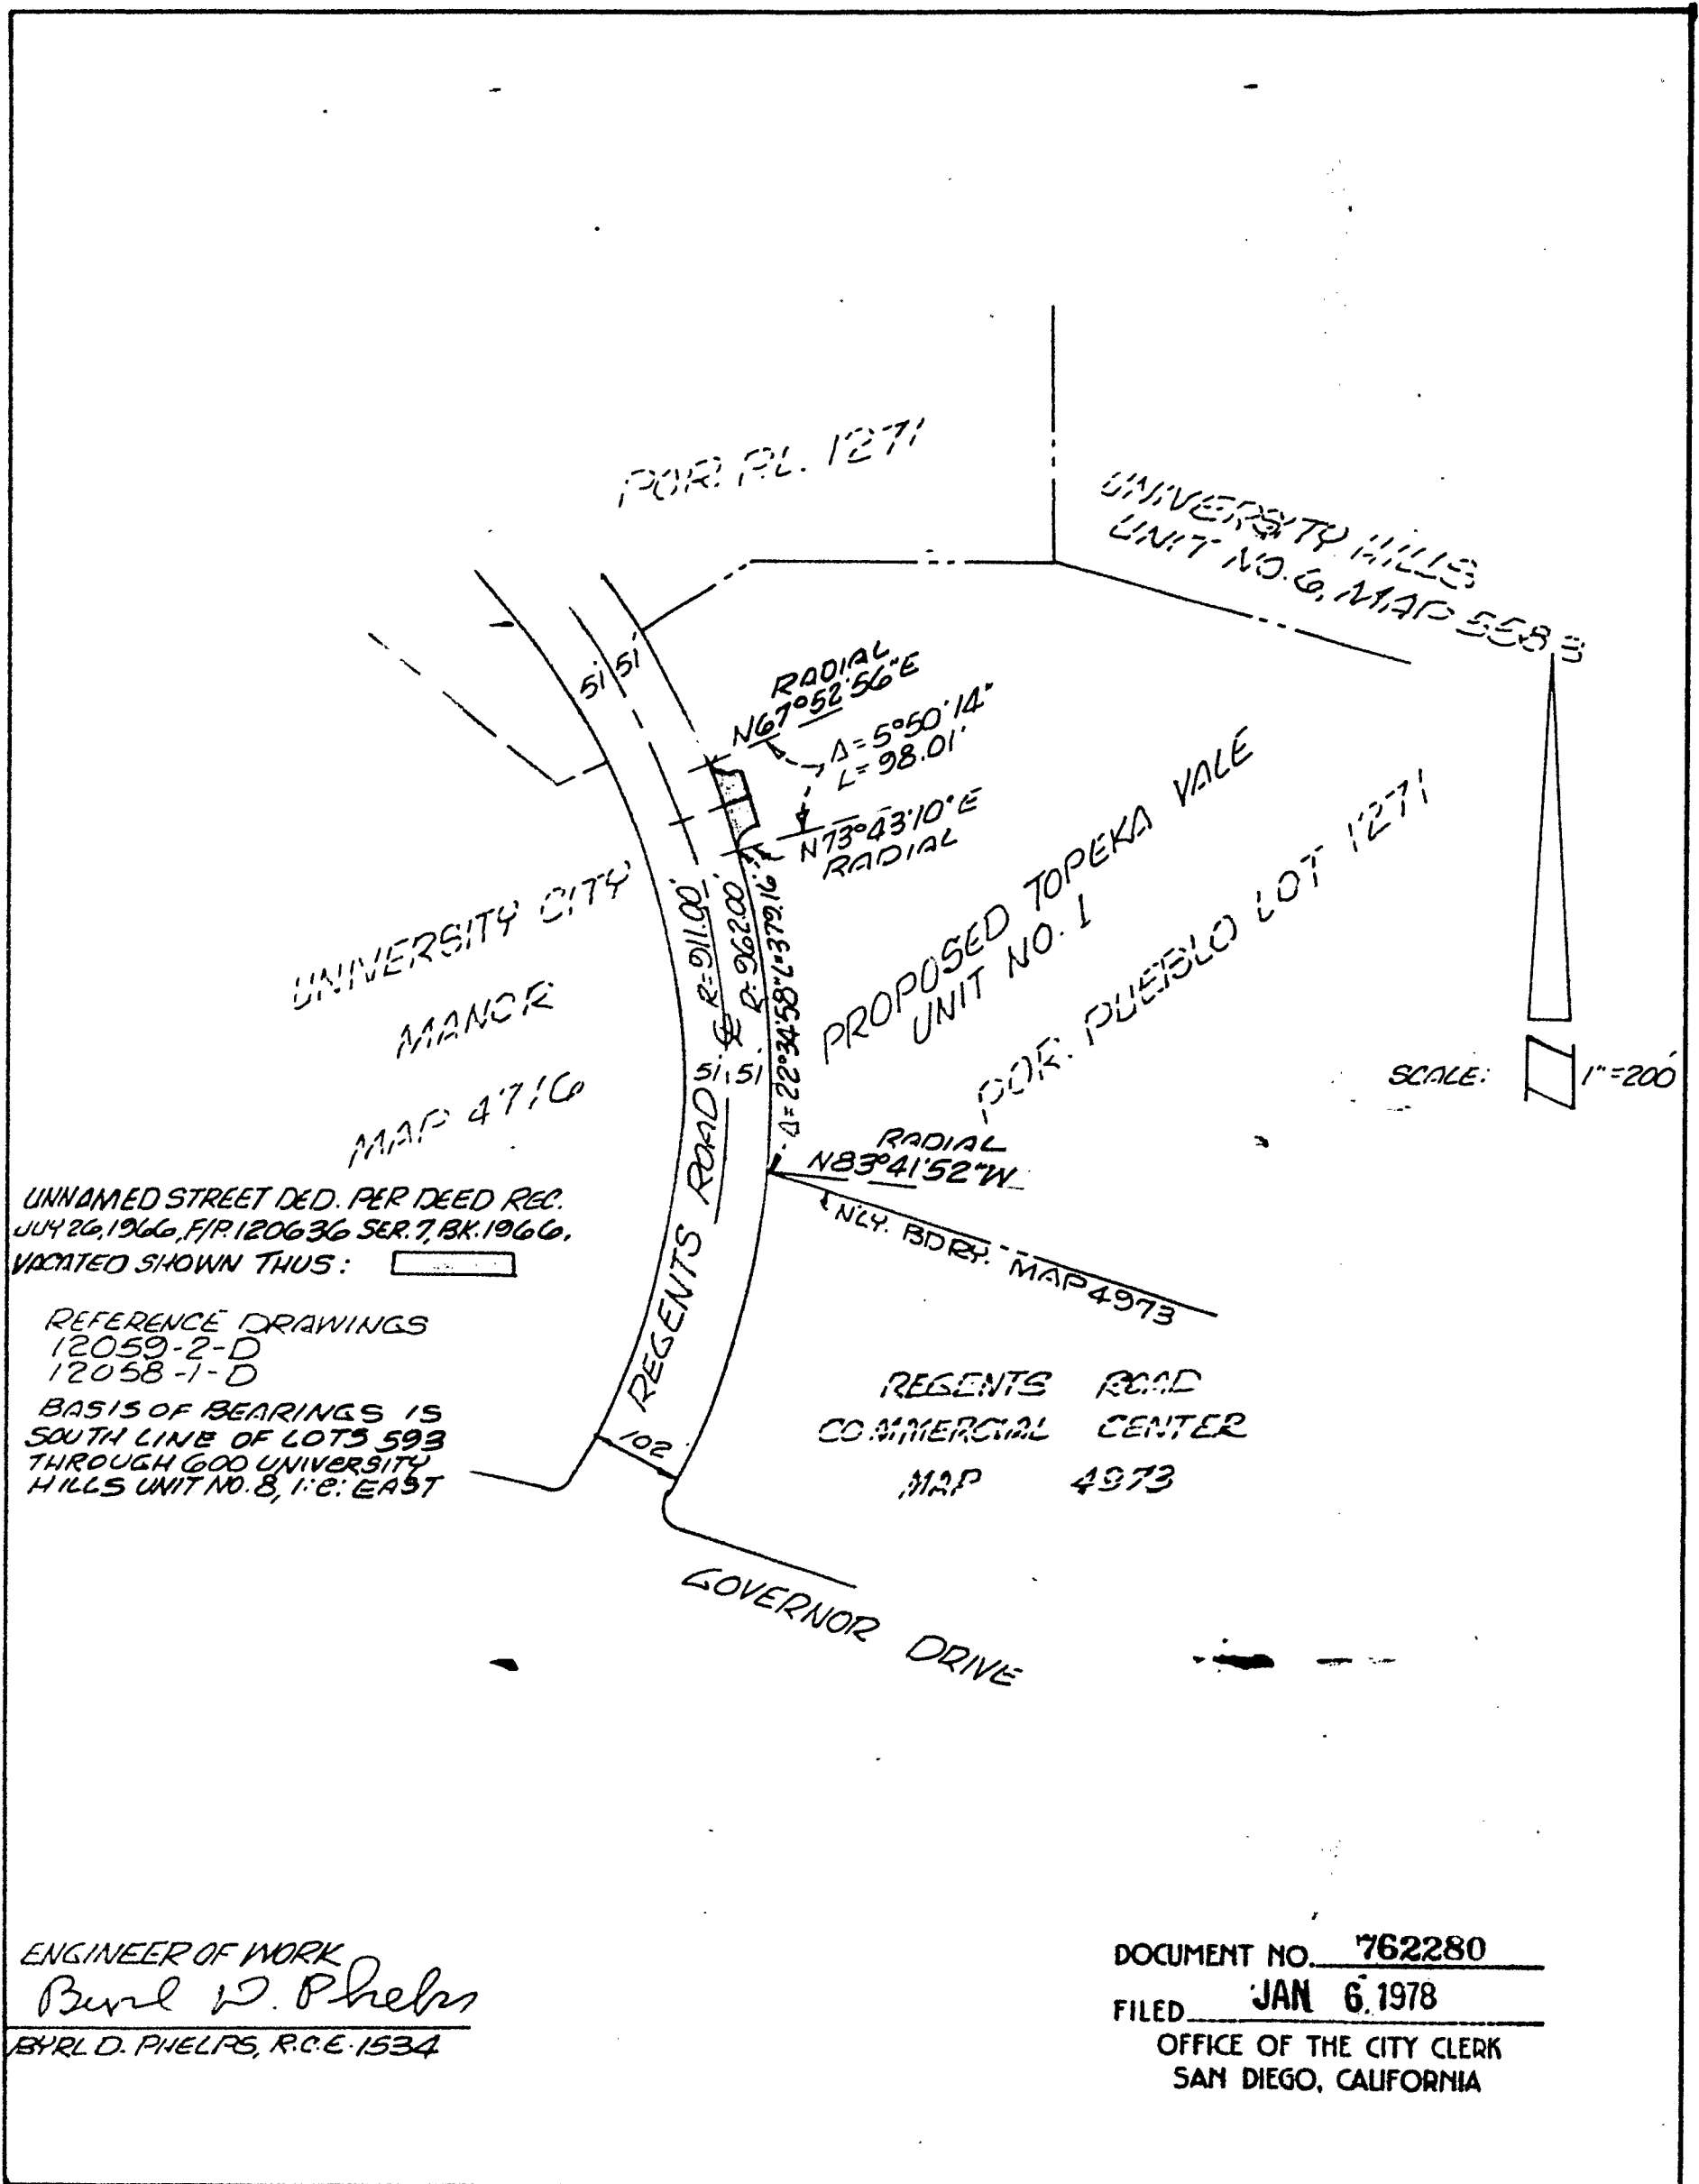 POR. P.L. 1271
UNIVERSITY HILLS
UNIT NO. 6, MAP 5583
51' 51'
RADIAL
N67°52'56"E
Δ=5°50'14"
L=98.01'
N73°43'10"E
RADIAL
UNIVERSITY CITY
MANOR
MAP 4716
R=911.00'
R=962.00'
Δ=22°34'58" L=379.16'
PROPOSED TOPEKA VALE
UNIT NO. 1
POR. PUEBLO LOT 1271
SCALE: 1"=200'
51' 51'
RADIAL
N83°41'52"W
NLY. BDRY. MAP 4973
REGENTS ROAD
UNNAMED STREET DED. PER DEED REC.
JUY 26, 1966, F/P. 120636 SER. 7, BK. 1966,
VACATED SHOWN THUS:
REFERENCE DRAWINGS
12059-2-D
12058-1-D
BASIS OF BEARINGS IS
SOUTH LINE OF LOTS 593
THROUGH 600 UNIVERSITY
HILLS UNIT NO. 8, i.e. EAST
REGENTS ROAD
COMMERCIAL CENTER
MAP 4973
102'
GOVERNOR DRIVE
ENGINEER OF WORK
Byrl D. Phelps
BYRL D. PHELPS, R.C.E. 1534
DOCUMENT NO. 762280
FILED JAN 6, 1978
OFFICE OF THE CITY CLERK
SAN DIEGO, CALIFORNIA